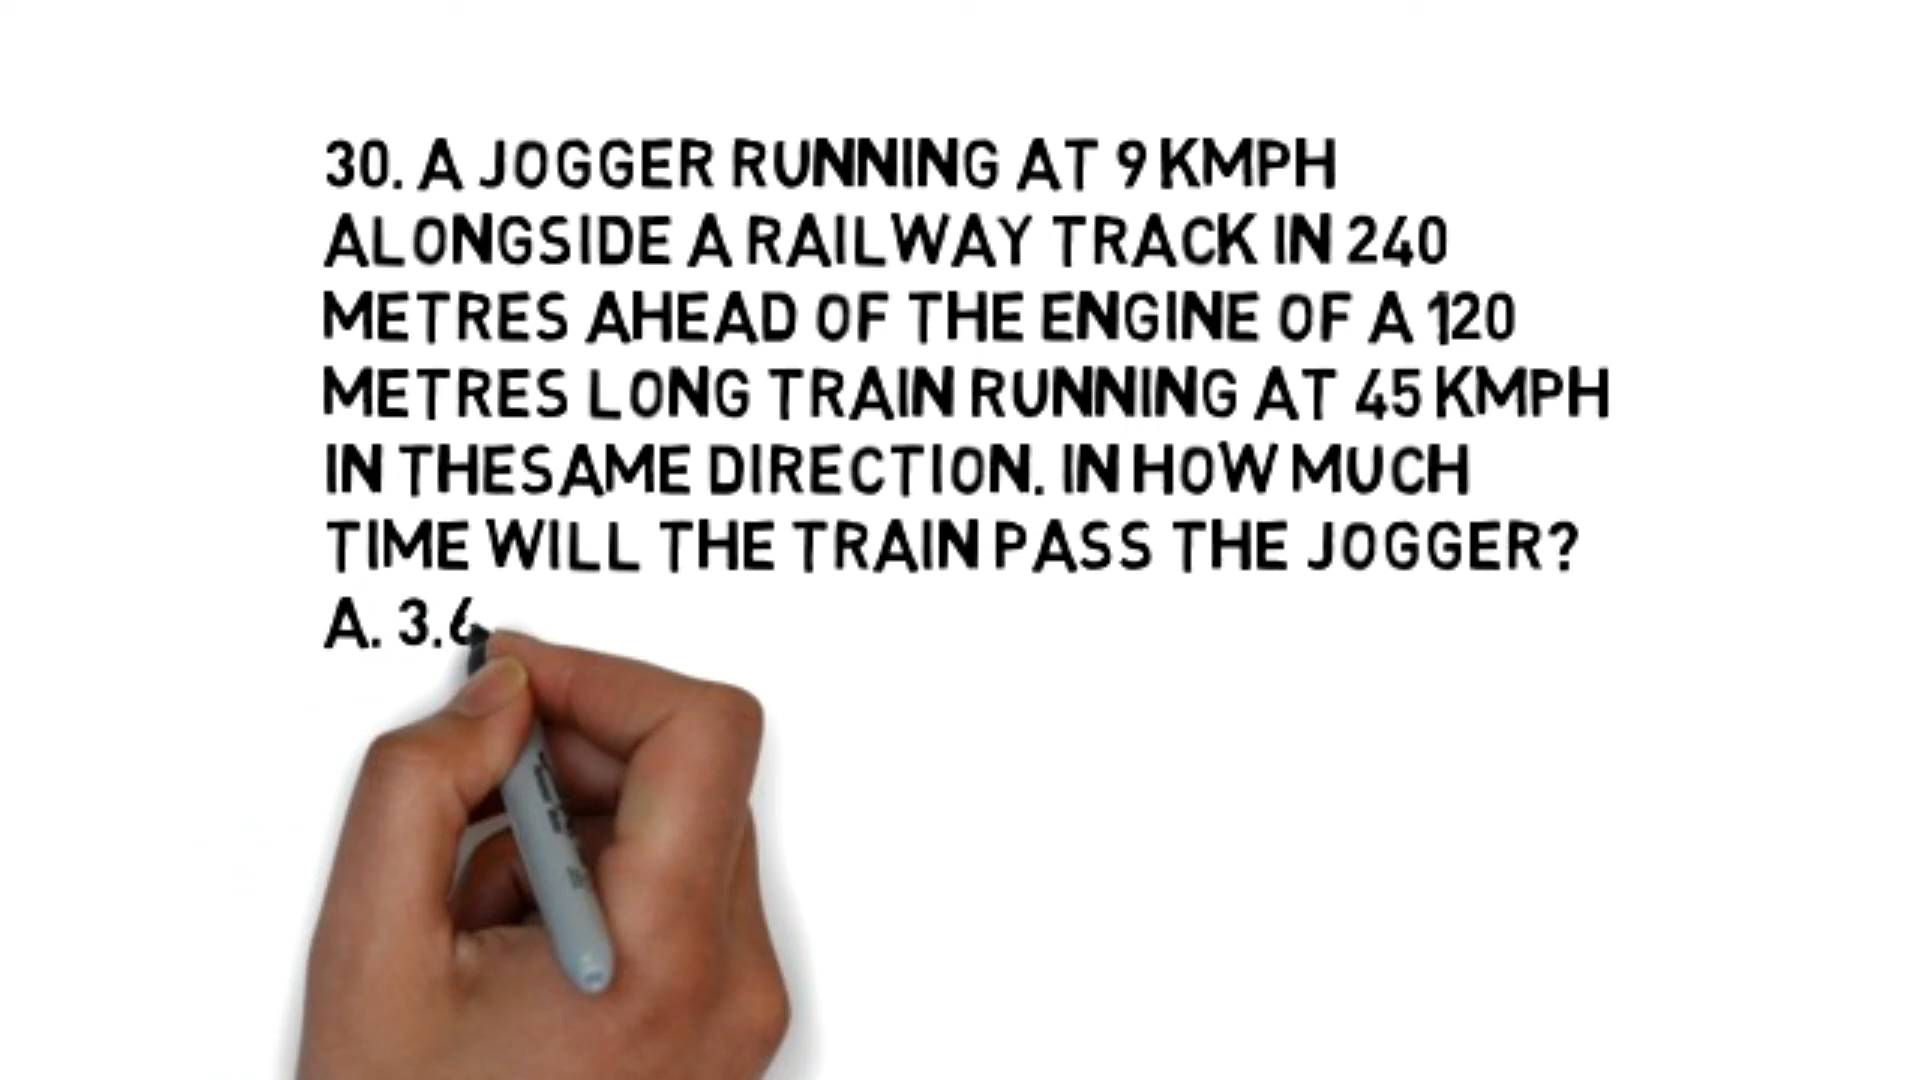 30. A JOGGER RUNNING AT 9 KMPH
ALONGSIDE A RAILWAY TRACK IN 240
METRES AHEAD OF THE ENGINE OF A 120
METRES LONG TRAIN RUNNING AT 45 KMPH
IN THESAME DIRECTION. IN HOW MUCH
TIME WILL THE TRAIN PASS THE JOGGER?
A. 3.6